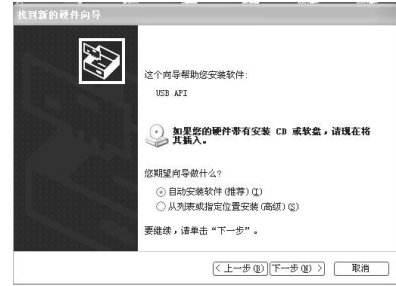 找到新的硬件向导
这个向导帮助您安装软件:
USB API
如果您的硬件带有安装 CD 或软盘，请现在将
其插入。
您期望向导做什么?
自动安装软件(推荐)(I)
从列表或指定位置安装(高级)(S)
要继续，请单击“下一步”。
<上一步(B) 下一步(N)> 取消